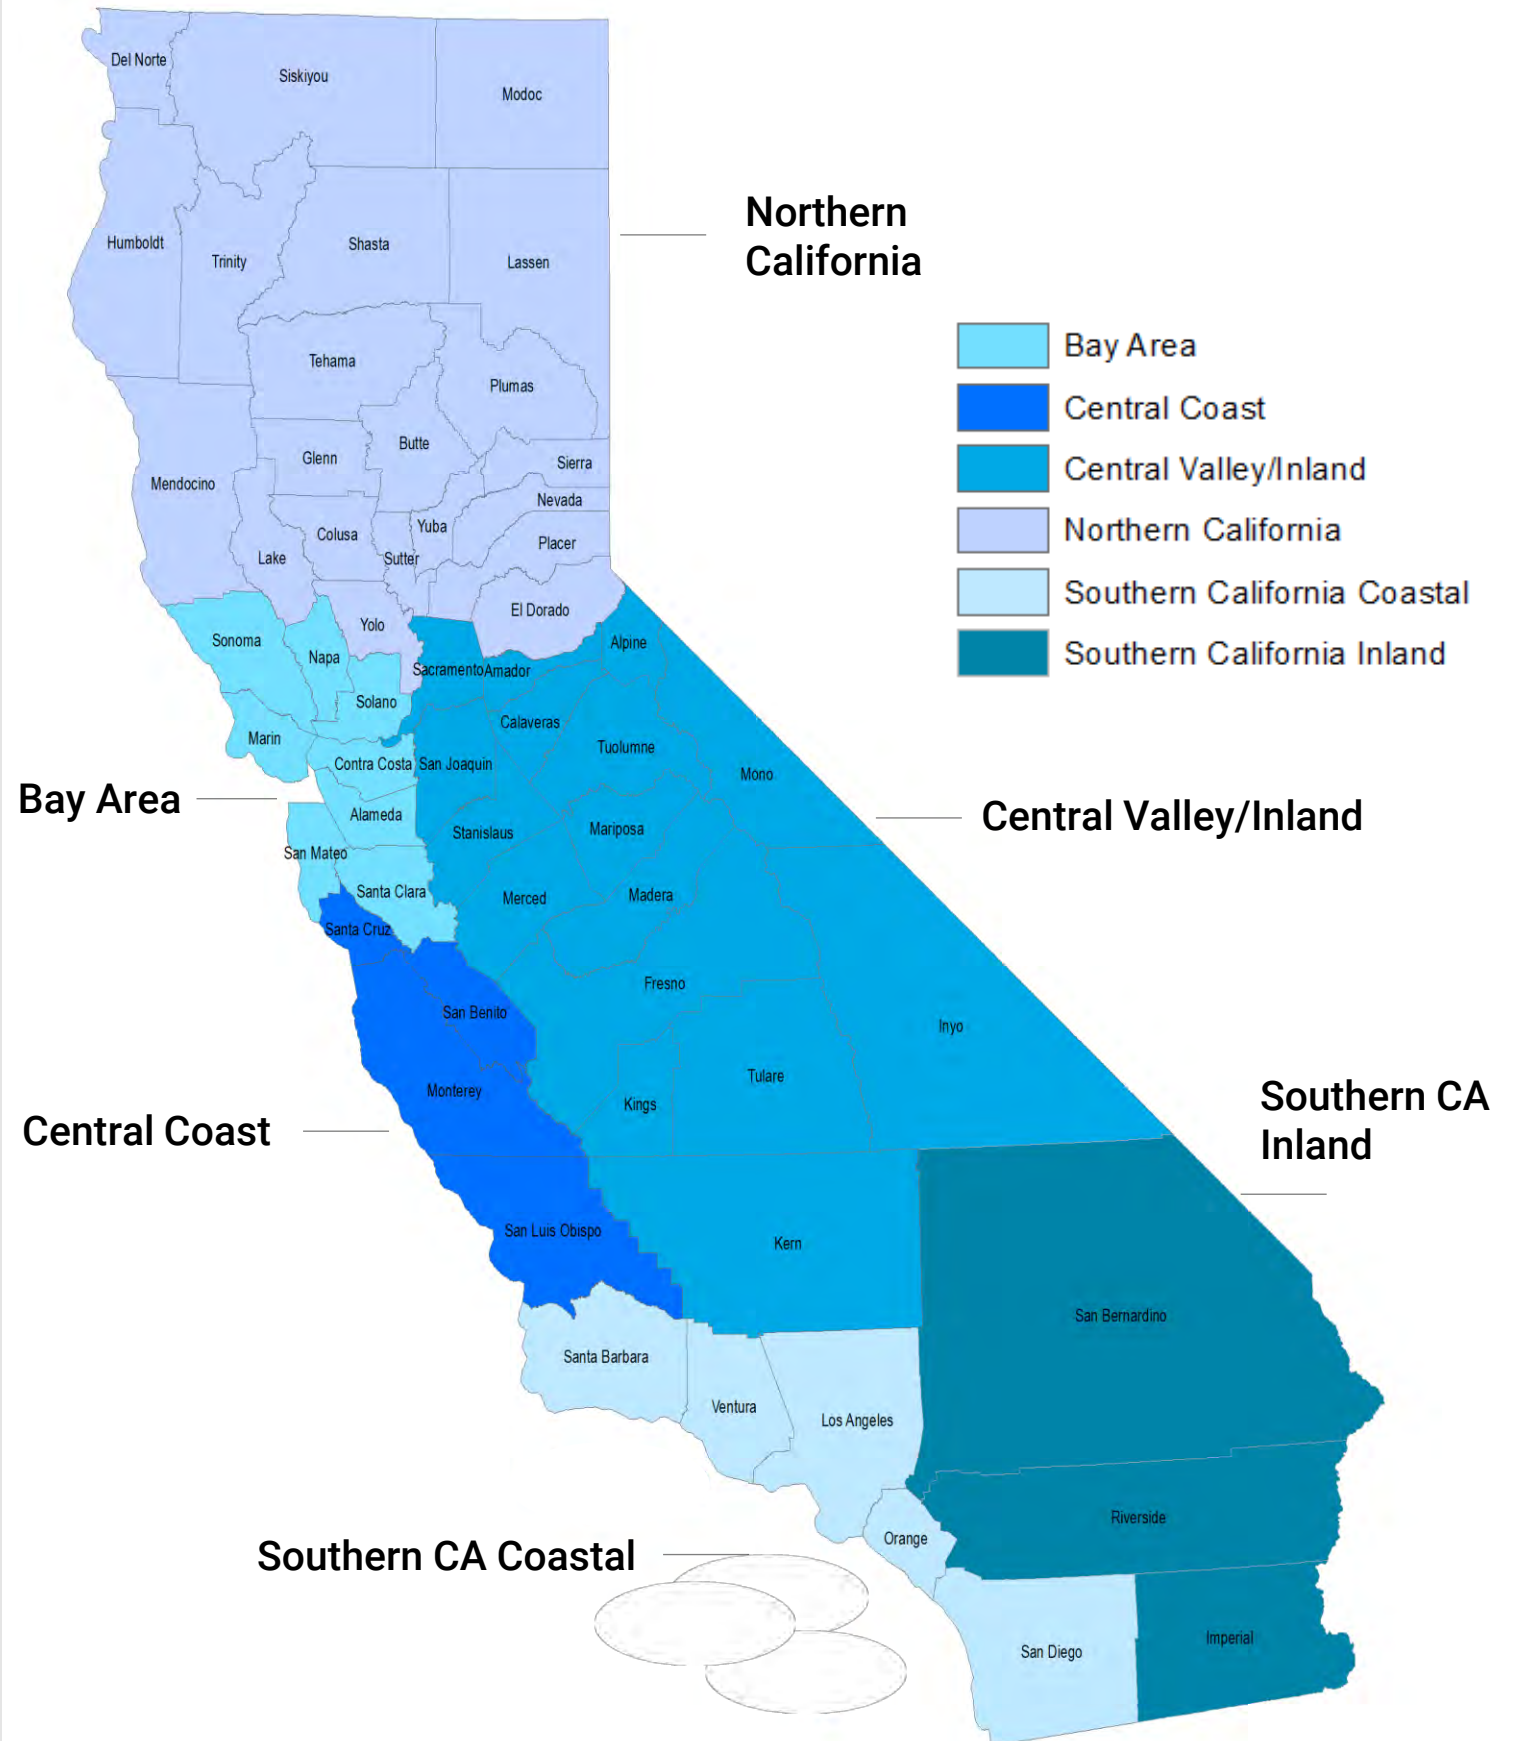 Del Norte
Siskiyou
Modoc
Humboldt
Trinity
Shasta
Lassen
Northern
California
Tehama
Plumas
Butte
Glenn
Sierra
Mendocino
Nevada
Yuba
Colusa
Placer
Lake
Sutter
El Dorado
Yolo
Bay Area
Central Coast
Central Valley/Inland
Northern California
Southern California Coastal
Southern California Inland
Sonoma
Napa
Alpine
Sacramento
Amador
Solano
Calaveras
Marin
Tuolumne
Contra Costa
San Joaquin
Mono
Bay Area
Alameda
Central Valley/Inland
Stanislaus
Mariposa
San Mateo
Santa Clara
Merced
Madera
Santa Cruz
Fresno
San Benito
Inyo
Tulare
Monterey
Kings
Central Coast
Southern CA
Inland
San Luis Obispo
Kern
San Bernardino
Santa Barbara
Ventura
Los Angeles
Riverside
Orange
Southern CA Coastal
Imperial
San Diego